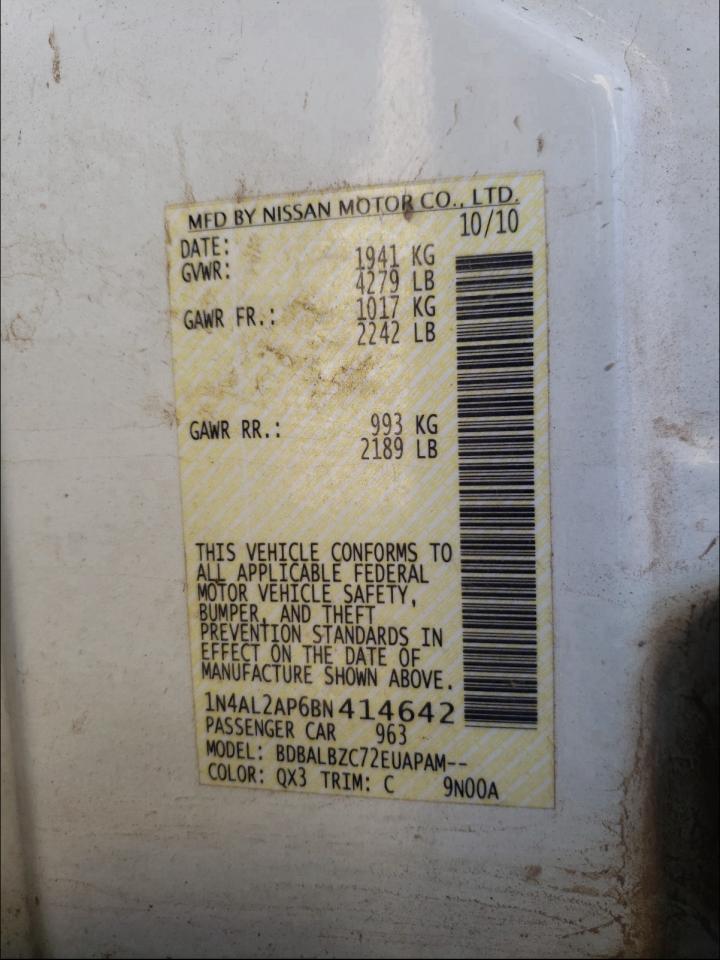 MFD BY NISSAN MOTOR CO., LTD.
DATE: 10/10
GVWR: 1941 KG
4279 LB
GAWR FR.: 1017 KG
2242 LB
GAWR RR.: 993 KG
2189 LB
THIS VEHICLE CONFORMS TO
ALL APPLICABLE FEDERAL
MOTOR VEHICLE SAFETY,
BUMPER, AND THEFT
PREVENTION STANDARDS IN
EFFECT ON THE DATE OF
MANUFACTURE SHOWN ABOVE.
1N4AL2AP6BN414642
PASSENGER CAR 963
MODEL: BDBALBZC72EUAPAM--
COLOR: QX3 TRIM: C 9N00A